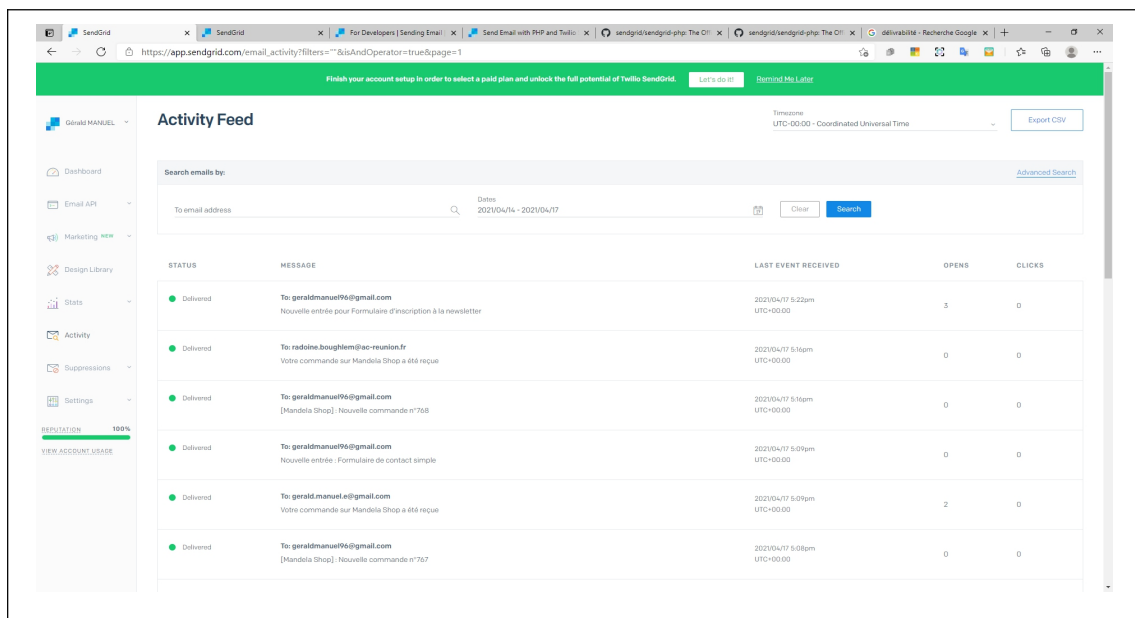 SendGrid
SendGrid
For Developers | Sending Email
Send Email with PHP and Twilio
sendgrid/sendgrid-php: The Off
sendgrid/sendgrid-php: The Off
délivrabilité - Recherche Google
https://app.sendgrid.com/email_activity?filters=""&isAndOperator=true&page=1
Finish your account setup in order to select a paid plan and unlock the full potential of Twilio SendGrid.
Let's do it!
Remind Me Later
Gérald MANUEL
Activity Feed
Timezone
UTC-00:00 - Coordinated Universal Time
Export CSV
Dashboard
Email API
Marketing NEW
Design Library
Stats
Activity
Suppressions
Settings
REPUTATION 100%
VIEW ACCOUNT USAGE
Search emails by:
Advanced Search
To email address
Dates
2021/04/14 - 2021/04/17
Clear
Search
STATUS MESSAGE LAST EVENT RECEIVED OPENS CLICKS
Delivered
To: geraldmanuel96@gmail.com
Nouvelle entrée pour Formulaire d'inscription à la newsletter
2021/04/17 5:22pm
UTC+00:00
3 0
Delivered
To: radoine.boughlem@ac-reunion.fr
Votre commande sur Mandela Shop a été reçue
2021/04/17 5:16pm
UTC+00:00
0 0
Delivered
To: geraldmanuel96@gmail.com
[Mandela Shop] : Nouvelle commande n°768
2021/04/17 5:16pm
UTC+00:00
0 0
Delivered
To: geraldmanuel96@gmail.com
Nouvelle entrée : Formulaire de contact simple
2021/04/17 5:09pm
UTC+00:00
0 0
Delivered
To: gerald.manuel.e@gmail.com
Votre commande sur Mandela Shop a été reçue
2021/04/17 5:09pm
UTC+00:00
2 0
Delivered
To: geraldmanuel96@gmail.com
[Mandela Shop] : Nouvelle commande n°767
2021/04/17 5:08pm
UTC+00:00
0 0